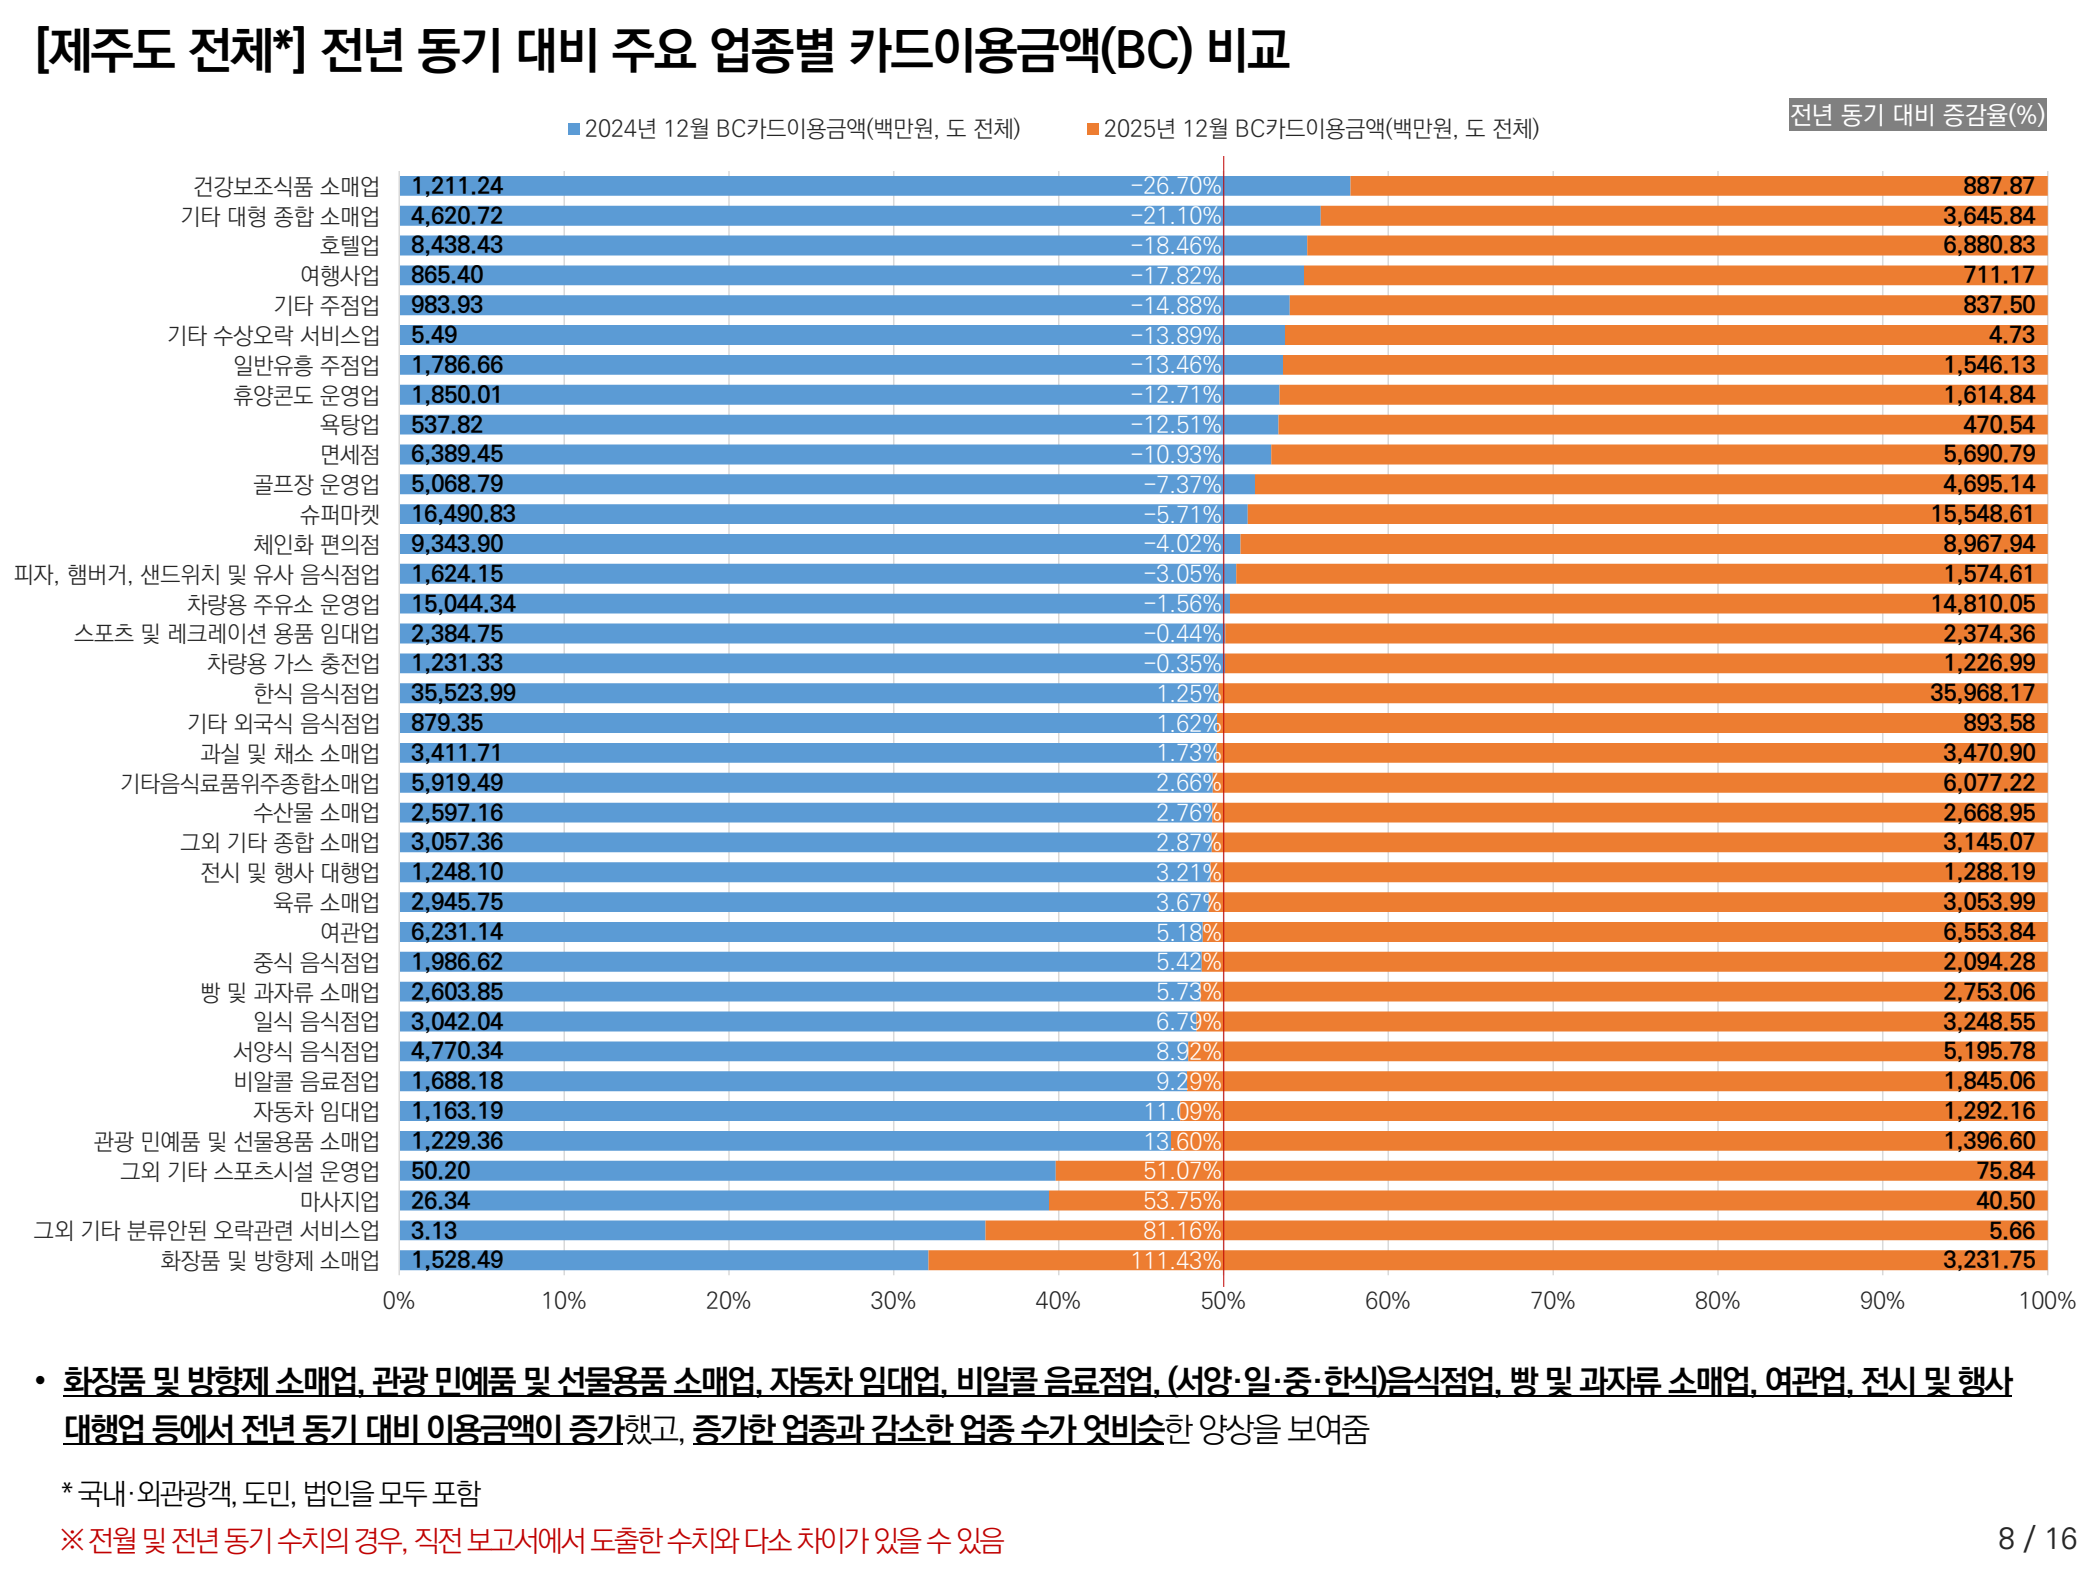 [제주도 전체*] 전년 동기 대비 주요 업종별 카드이용금액(BC) 비교
2024년 12월 BC카드이용금액(백만원, 도 전체) 2025년 12월 BC카드이용금액(백만원, 도 전체) 전년 동기 대비 증감율(%)
건강보조식품 소매업 1,211.24 -26.70% 887.87
기타 대형 종합 소매업 4,620.72 -21.10% 3,645.84
호텔업 8,438.43 -18.46% 6,880.83
여행사업 865.40 -17.82% 711.17
기타 주점업 983.93 -14.88% 837.50
기타 수상오락 서비스업 5.49 -13.89% 4.73
일반유흥 주점업 1,786.66 -13.46% 1,546.13
휴양콘도 운영업 1,850.01 -12.71% 1,614.84
욕탕업 537.82 -12.51% 470.54
면세점 6,389.45 -10.93% 5,690.79
골프장 운영업 5,068.79 -7.37% 4,695.14
슈퍼마켓 16,490.83 -5.71% 15,548.61
체인화 편의점 9,343.90 -4.02% 8,967.94
피자, 햄버거, 샌드위치 및 유사 음식점업 1,624.15 -3.05% 1,574.61
차량용 주유소 운영업 15,044.34 -1.56% 14,810.05
스포츠 및 레크레이션 용품 임대업 2,384.75 -0.44% 2,374.36
차량용 가스 충전업 1,231.33 -0.35% 1,226.99
한식 음식점업 35,523.99 1.25% 35,968.17
기타 외국식 음식점업 879.35 1.62% 893.58
과실 및 채소 소매업 3,411.71 1.73% 3,470.90
기타음식료품위주종합소매업 5,919.49 2.66% 6,077.22
수산물 소매업 2,597.16 2.76% 2,668.95
그외 기타 종합 소매업 3,057.36 2.87% 3,145.07
전시 및 행사 대행업 1,248.10 3.21% 1,288.19
육류 소매업 2,945.75 3.67% 3,053.99
여관업 6,231.14 5.18% 6,553.84
중식 음식점업 1,986.62 5.42% 2,094.28
빵 및 과자류 소매업 2,603.85 5.73% 2,753.06
일식 음식점업 3,042.04 6.79% 3,248.55
서양식 음식점업 4,770.34 8.92% 5,195.78
비알콜 음료점업 1,688.18 9.29% 1,845.06
자동차 임대업 1,163.19 11.09% 1,292.16
관광 민예품 및 선물용품 소매업 1,229.36 13.60% 1,396.60
그외 기타 스포츠시설 운영업 50.20 51.07% 75.84
마사지업 26.34 53.75% 40.50
그외 기타 분류안된 오락관련 서비스업 3.13 81.16% 5.66
화장품 및 방향제 소매업 1,528.49 111.43% 3,231.75
0% 10% 20% 30% 40% 50% 60% 70% 80% 90% 100%
• 화장품 및 방향제 소매업, 관광 민예품 및 선물용품 소매업, 자동차 임대업, 비알콜 음료점업, (서양·일·중·한식)음식점업, 빵 및 과자류 소매업, 여관업, 전시 및 행사
대행업 등에서 전년 동기 대비 이용금액이 증가했고, 증가한 업종과 감소한 업종 수가 엇비슷한 양상을 보여줌
* 국내·외관광객, 도민, 법인을 모두 포함
※ 전월 및 전년 동기 수치의 경우, 직전 보고서에서 도출한 수치와 다소 차이가 있을 수 있음
8 / 16